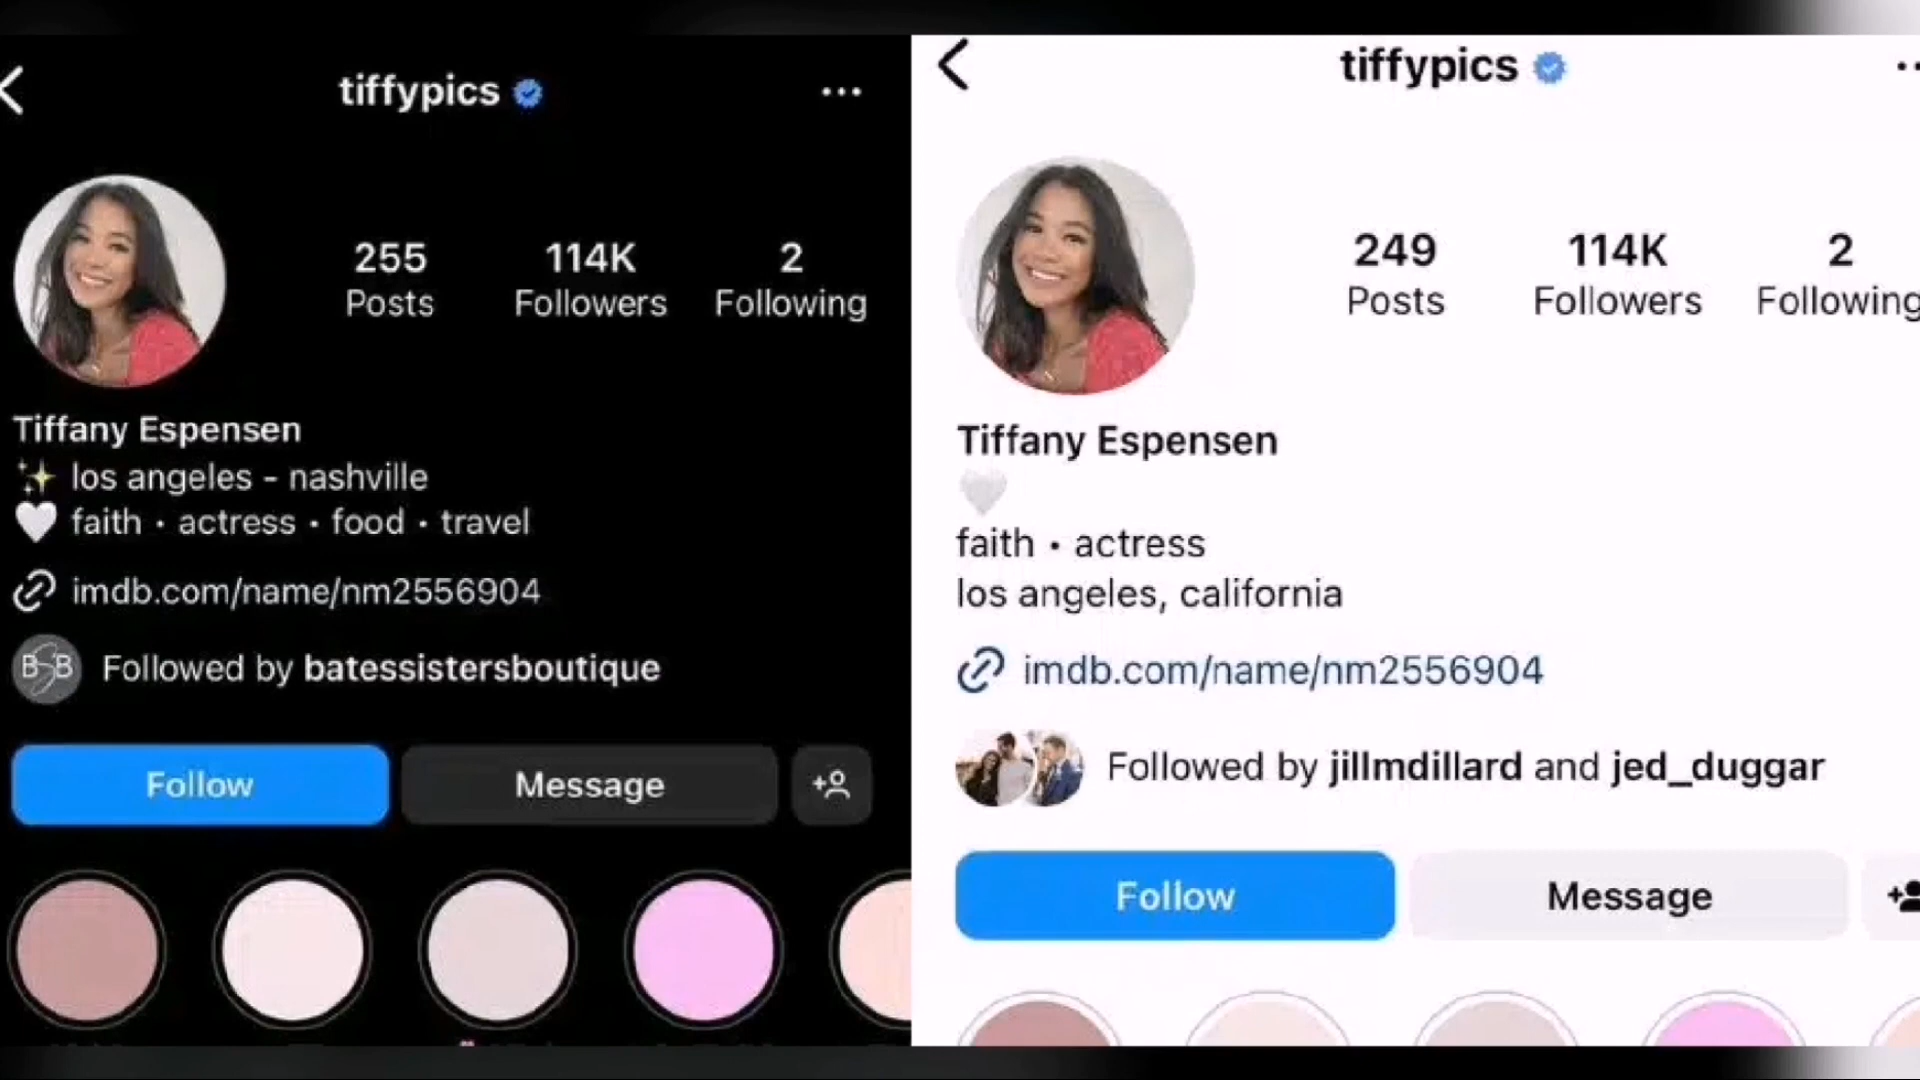 tiffypics
255 114K 2
Posts Followers Following
Tiffany Espensen
✨ los angeles - nashville
🤍 faith • actress • food • travel
imdb.com/name/nm2556904
BSB Followed by batessistersboutique
Follow Message
tiffypics
249 114K 2
Posts Followers Following
Tiffany Espensen
🤍
faith • actress
los angeles, california
imdb.com/name/nm2556904
Followed by jillmdillard and jed_duggar
Follow Message